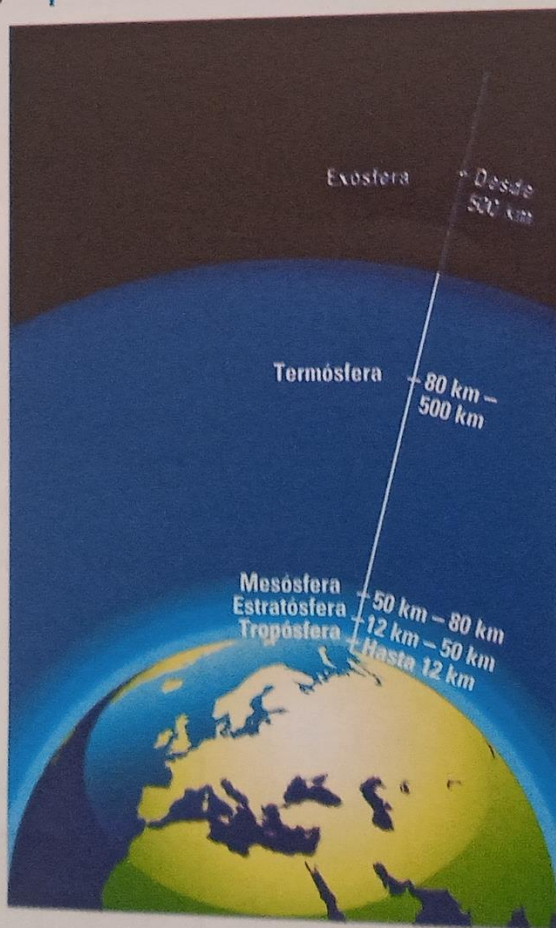 Exósfera
Desde
500 km
Termósfera
80 km –
500 km
Mesósfera
50 km – 80 km
Estratósfera
12 km – 50 km
Tropósfera
Hasta 12 km